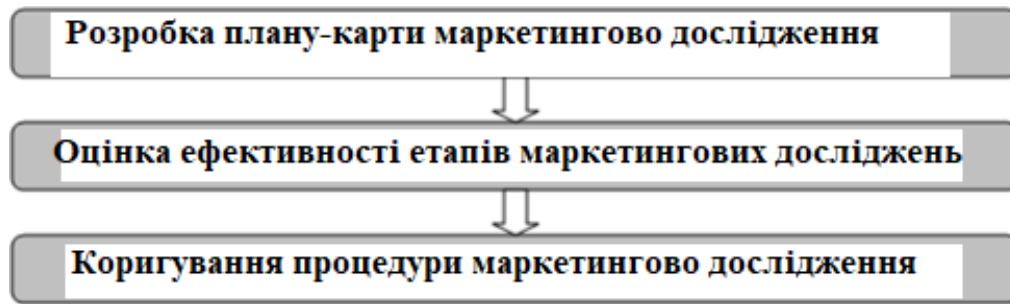 Розробка плану-карти маркетингово дослідження
Оцінка ефективності етапів маркетингових досліджень
Коригування процедури маркетингово дослідження